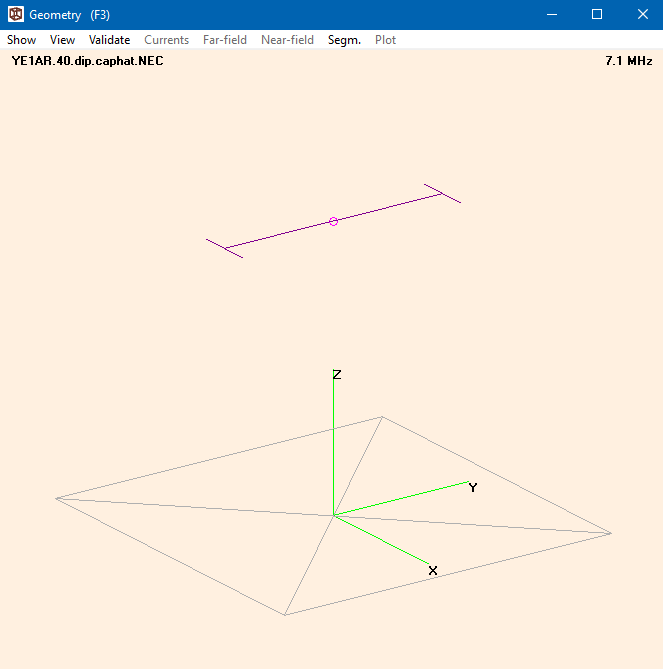 Geometry (F3)
Show View Validate Currents Far-field Near-field Segm. Plot
YE1AR.40.dip.caphat.NEC 7.1 MHz
Z
Y
X